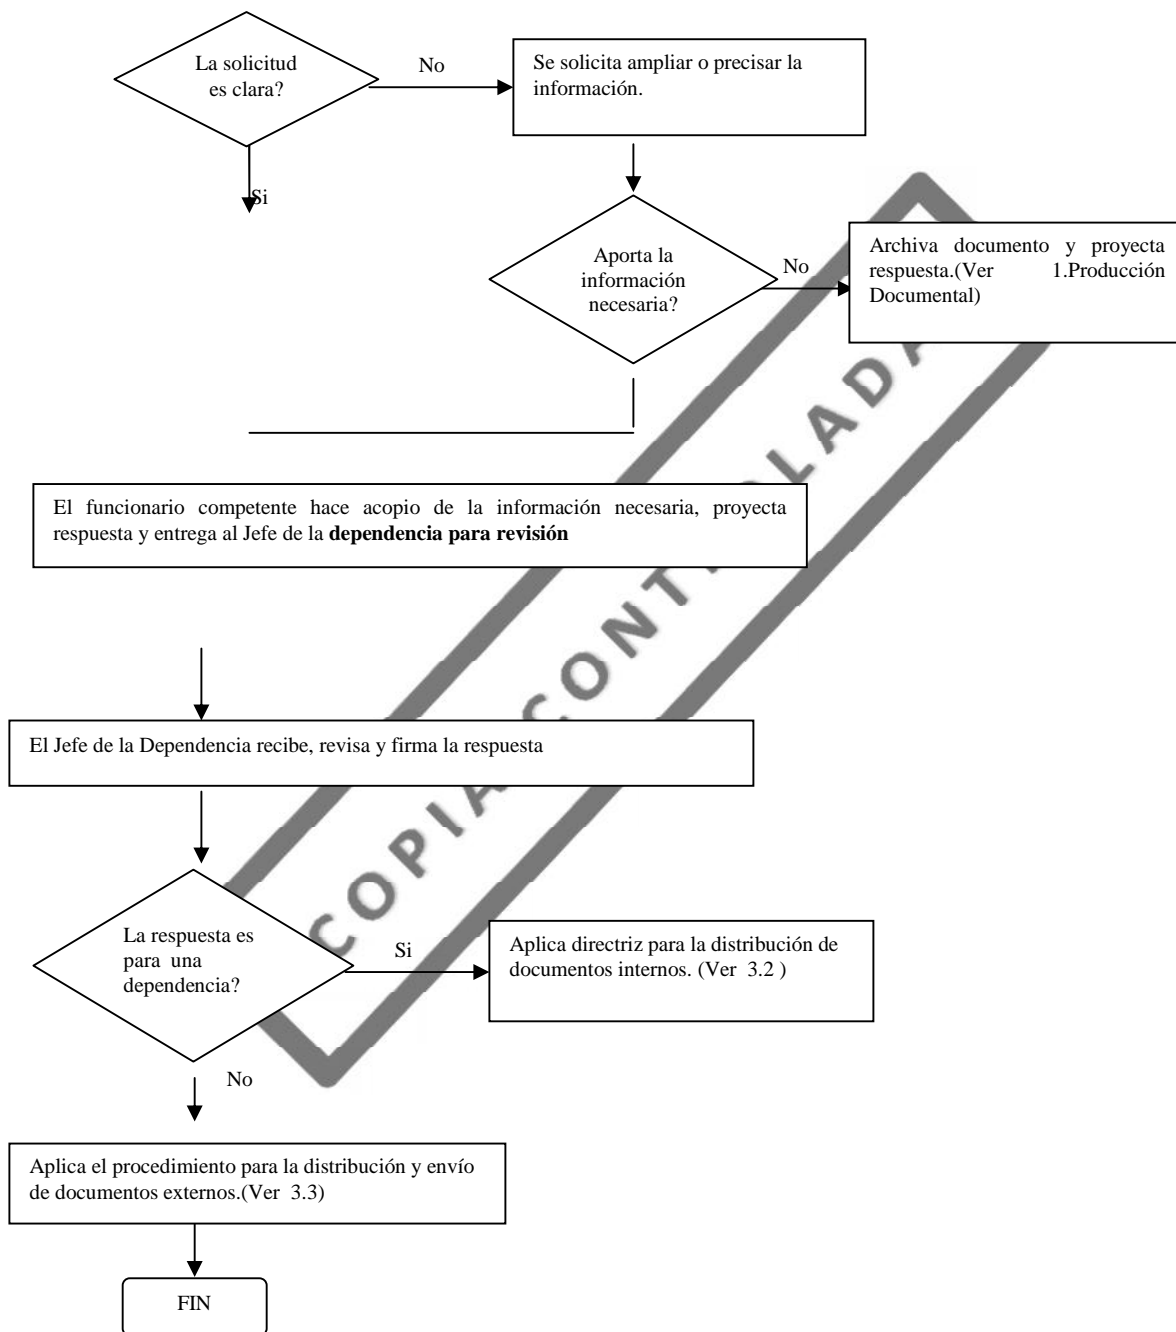 La solicitud
es clara?
No
Se solicita ampliar o precisar la
información.
Si
Aporta la
información
necesaria?
No
Archiva documento y proyecta
respuesta.(Ver 1.Producción
Documental)
El funcionario competente hace acopio de la información necesaria, proyecta
respuesta y entrega al Jefe de la dependencia para revisión
El Jefe de la Dependencia recibe, revisa y firma la respuesta
La respuesta es
para una
dependencia?
Si
Aplica directriz para la distribución de
documentos internos. (Ver 3.2 )
No
Aplica el procedimiento para la distribución y envío
de documentos externos.(Ver 3.3)
FIN
COPIA CONTROLADA